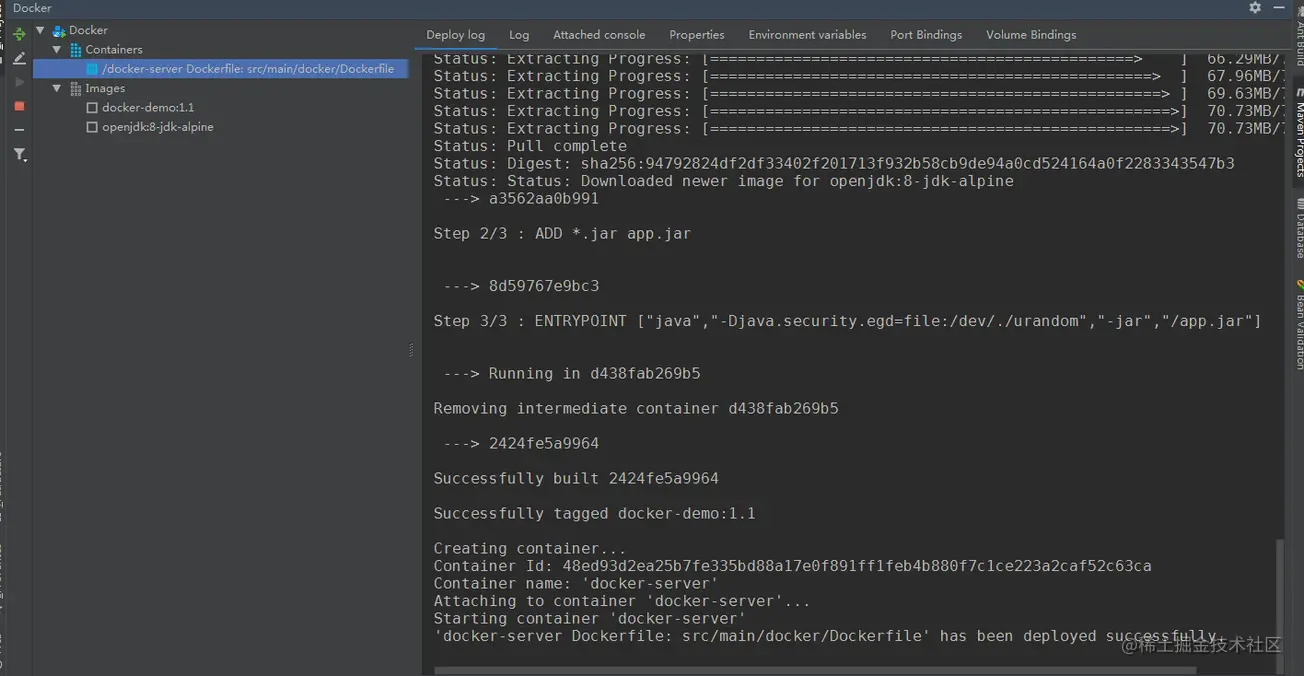 Docker
Docker
Containers
/docker-server Dockerfile: src/main/docker/Dockerfile
Images
docker-demo:1.1
openjdk:8-jdk-alpine
Deploy log Log Attached console Properties Environment variables Port Bindings Volume Bindings
Status: Extracting Progress: [==============================================> ] 66.29MB/
Status: Extracting Progress: [================================================> ] 67.96MB/
Status: Extracting Progress: [=================================================> ] 69.63MB/
Status: Extracting Progress: [==================================================>] 70.73MB/
Status: Extracting Progress: [==================================================>] 70.73MB/
Status: Pull complete
Status: Digest: sha256:94792824df2df33402f201713f932b58cb9de94a0cd524164a0f2283343547b3
Status: Status: Downloaded newer image for openjdk:8-jdk-alpine
---> a3562aa0b991
Step 2/3 : ADD *.jar app.jar
---> 8d59767e9bc3
Step 3/3 : ENTRYPOINT ["java","-Djava.security.egd=file:/dev/./urandom","-jar","/app.jar"]
---> Running in d438fab269b5
Removing intermediate container d438fab269b5
---> 2424fe5a9964
Successfully built 2424fe5a9964
Successfully tagged docker-demo:1.1
Creating container...
Container Id: 48ed93d2ea25b7fe335bd88a17e0f891ff1feb4b880f7c1ce223a2caf52c63ca
Container name: 'docker-server'
Attaching to container 'docker-server'...
Starting container 'docker-server'
'docker-server Dockerfile: src/main/docker/Dockerfile' has been deployed successfully.
@稀土掘金技术社区
Ant Build
Maven Projects
Database
Bean Validation